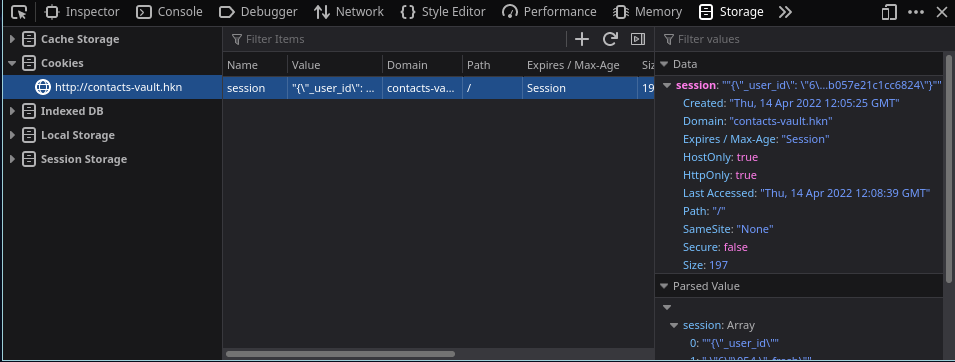 Inspector Console Debugger Network Style Editor Performance Memory Storage
Cache Storage
Cookies
http://contacts-vault.hkn
Indexed DB
Local Storage
Session Storage
Filter Items
Name Value Domain Path Expires / Max-Age Siz
session "{\"_user_id\": ... contacts-va... / Session 19
Filter values
Data
session: ""{\"_user_id\": \"6\...b057e21c1cc6824\"}""
Created: "Thu, 14 Apr 2022 12:05:25 GMT"
Domain: "contacts-vault.hkn"
Expires / Max-Age: "Session"
HostOnly: true
HttpOnly: true
Last Accessed: "Thu, 14 Apr 2022 12:08:39 GMT"
Path: "/"
SameSite: "None"
Secure: false
Size: 197
Parsed Value
session: Array
0: ""{\"_user_id\""